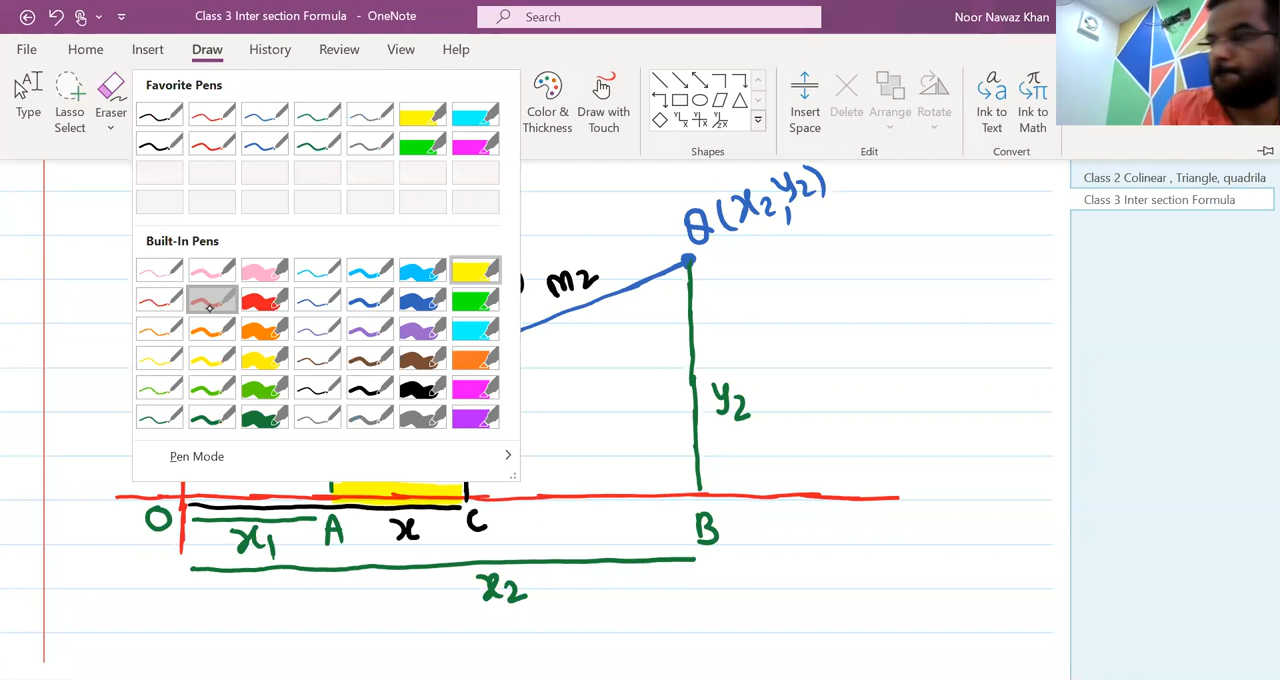 Class 3 Inter section Formula - OneNote
Search
Noor Nawaz Khan
File Home Insert Draw History Review View Help
Type
Lasso Select
Eraser
Favorite Pens
Built-In Pens
Pen Mode
Color & Thickness
Draw with Touch
Shapes
Insert Space
Delete
Arrange
Rotate
Edit
Ink to Text
Ink to Math
Convert
Class 2 Colinear , Triangle, quadrila
Class 3 Inter section Formula
Q(x2, y2)
m2
y2
O x1 A x C B
x2